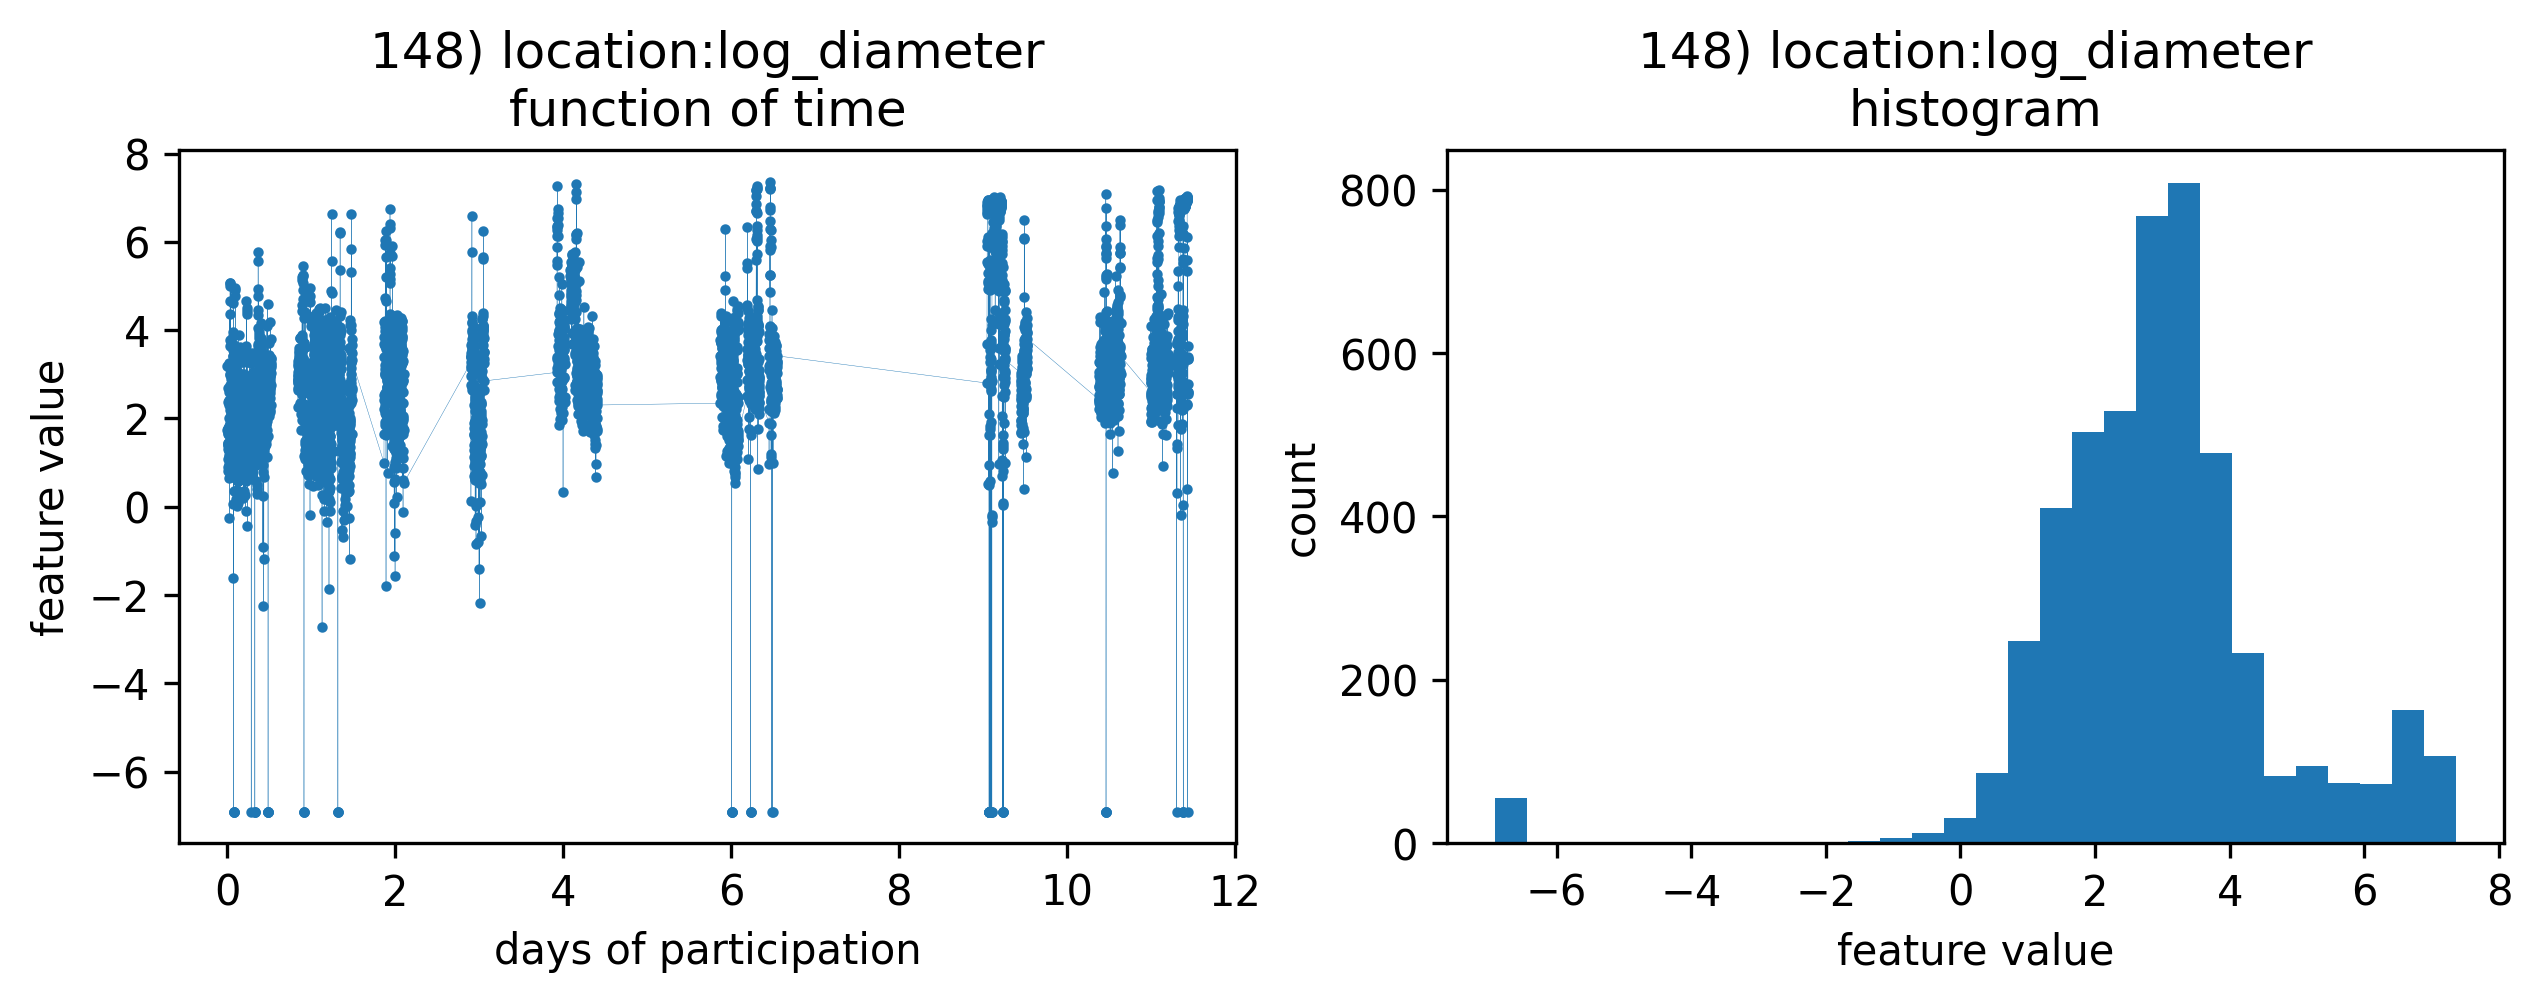 148) location:log_diameter
function of time
8
6
4
2
0
−2
−4
−6
feature value
0 2 4 6 8 10 12
days of participation
148) location:log_diameter
histogram
800
600
400
200
0
count
−6 −4 −2 0 2 4 6 8
feature value